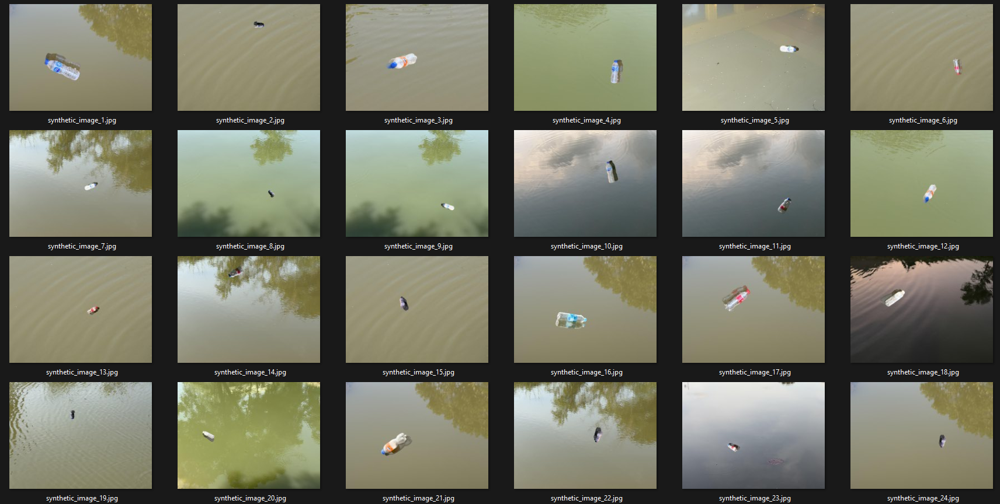 synthetic_image_1.jpg
synthetic_image_2.jpg
synthetic_image_3.jpg
synthetic_image_4.jpg
synthetic_image_5.jpg
synthetic_image_6.jpg
synthetic_image_7.jpg
synthetic_image_8.jpg
synthetic_image_9.jpg
synthetic_image_10.jpg
synthetic_image_11.jpg
synthetic_image_12.jpg
synthetic_image_13.jpg
synthetic_image_14.jpg
synthetic_image_15.jpg
synthetic_image_16.jpg
synthetic_image_17.jpg
synthetic_image_18.jpg
synthetic_image_19.jpg
synthetic_image_20.jpg
synthetic_image_21.jpg
synthetic_image_22.jpg
synthetic_image_23.jpg
synthetic_image_24.jpg